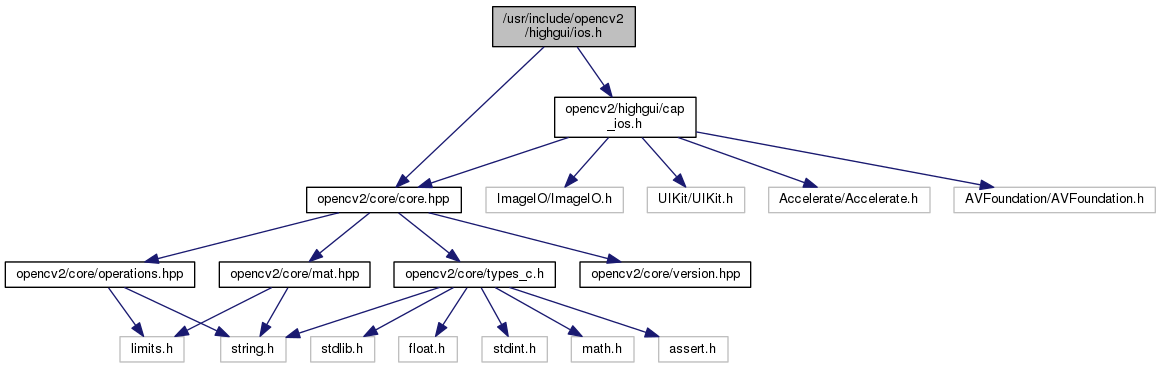 /usr/include/opencv2
/highgui/ios.h
opencv2/highgui/cap
_ios.h
opencv2/core/core.hpp
ImageIO/ImageIO.h
UIKit/UIKit.h
Accelerate/Accelerate.h
AVFoundation/AVFoundation.h
opencv2/core/operations.hpp
opencv2/core/mat.hpp
opencv2/core/types_c.h
opencv2/core/version.hpp
limits.h
string.h
stdlib.h
float.h
stdint.h
math.h
assert.h